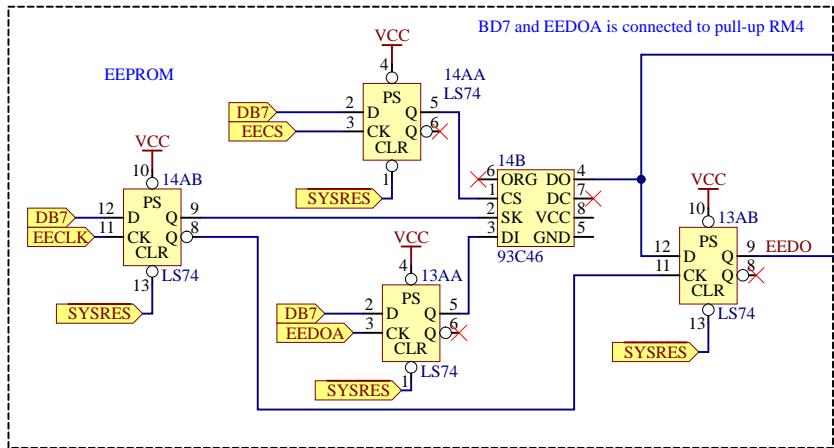 BD7 and EEDOA is connected to pull-up RM4
EEPROM
VCC
4
14AA
LS74
PS
DB7
2
D
Q
5
EECS
3
CK
Q
6
CLR
1
SYSRES
VCC
10
14AB
PS
DB7
12
D
Q
9
EECLK
11
CK
Q
8
CLR
13
LS74
SYSRES
14B
6
ORG
DO
4
1
CS
DC
7
2
SK
VCC
8
3
DI
GND
5
93C46
VCC
4
13AA
PS
DB7
2
D
Q
5
EEDOA
3
CK
Q
6
CLR
1
LS74
SYSRES
VCC
10
13AB
PS
12
D
Q
9
EEDO
11
CK
Q
8
CLR
13
LS74
SYSRES